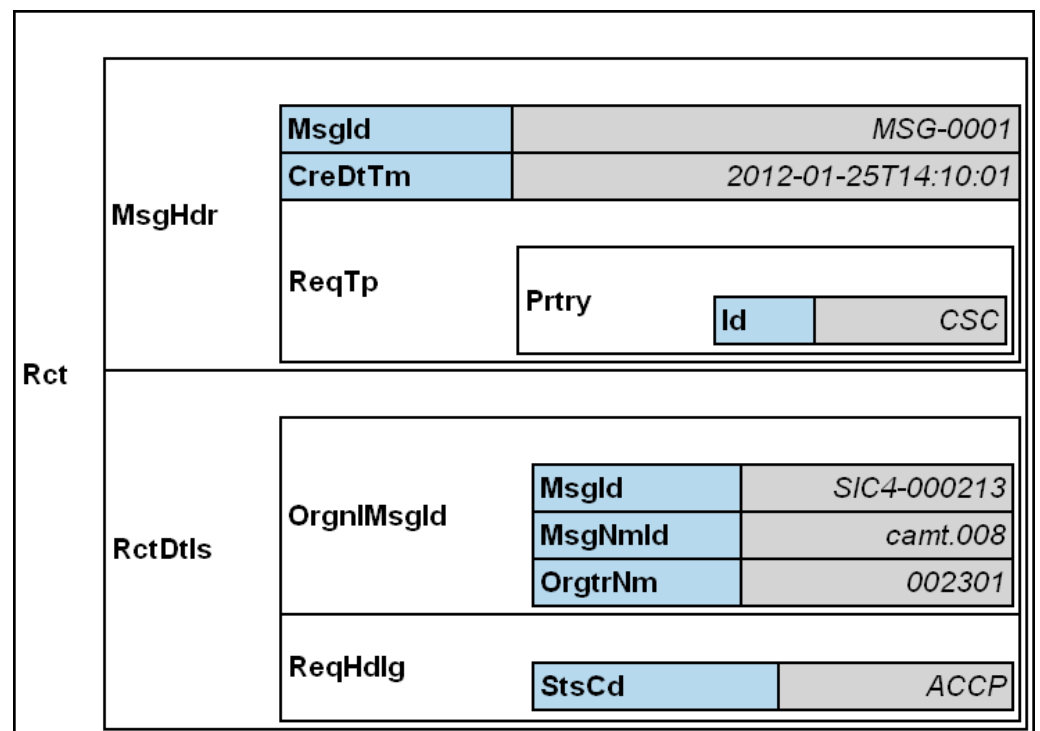 MsgId MSG-0001
CreDtTm 2012-01-25T14:10:01
MsgHdr
ReqTp
Prtry
Id CSC
Rct
OrgnlMsgId
MsgId SIC4-000213
MsgNmId camt.008
OrgtrNm 002301
RctDtls
ReqHdlg
StsCd ACCP